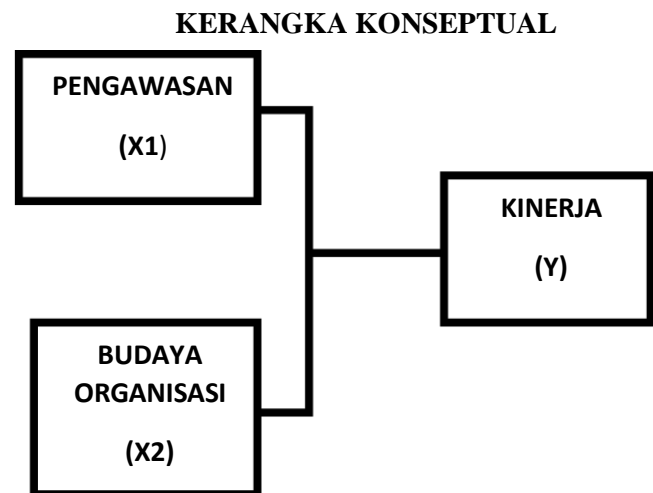 KERANGKA KONSEPTUAL
PENGAWASAN
(X1)
KINERJA
(Y)
BUDAYA
ORGANISASI
(X2)